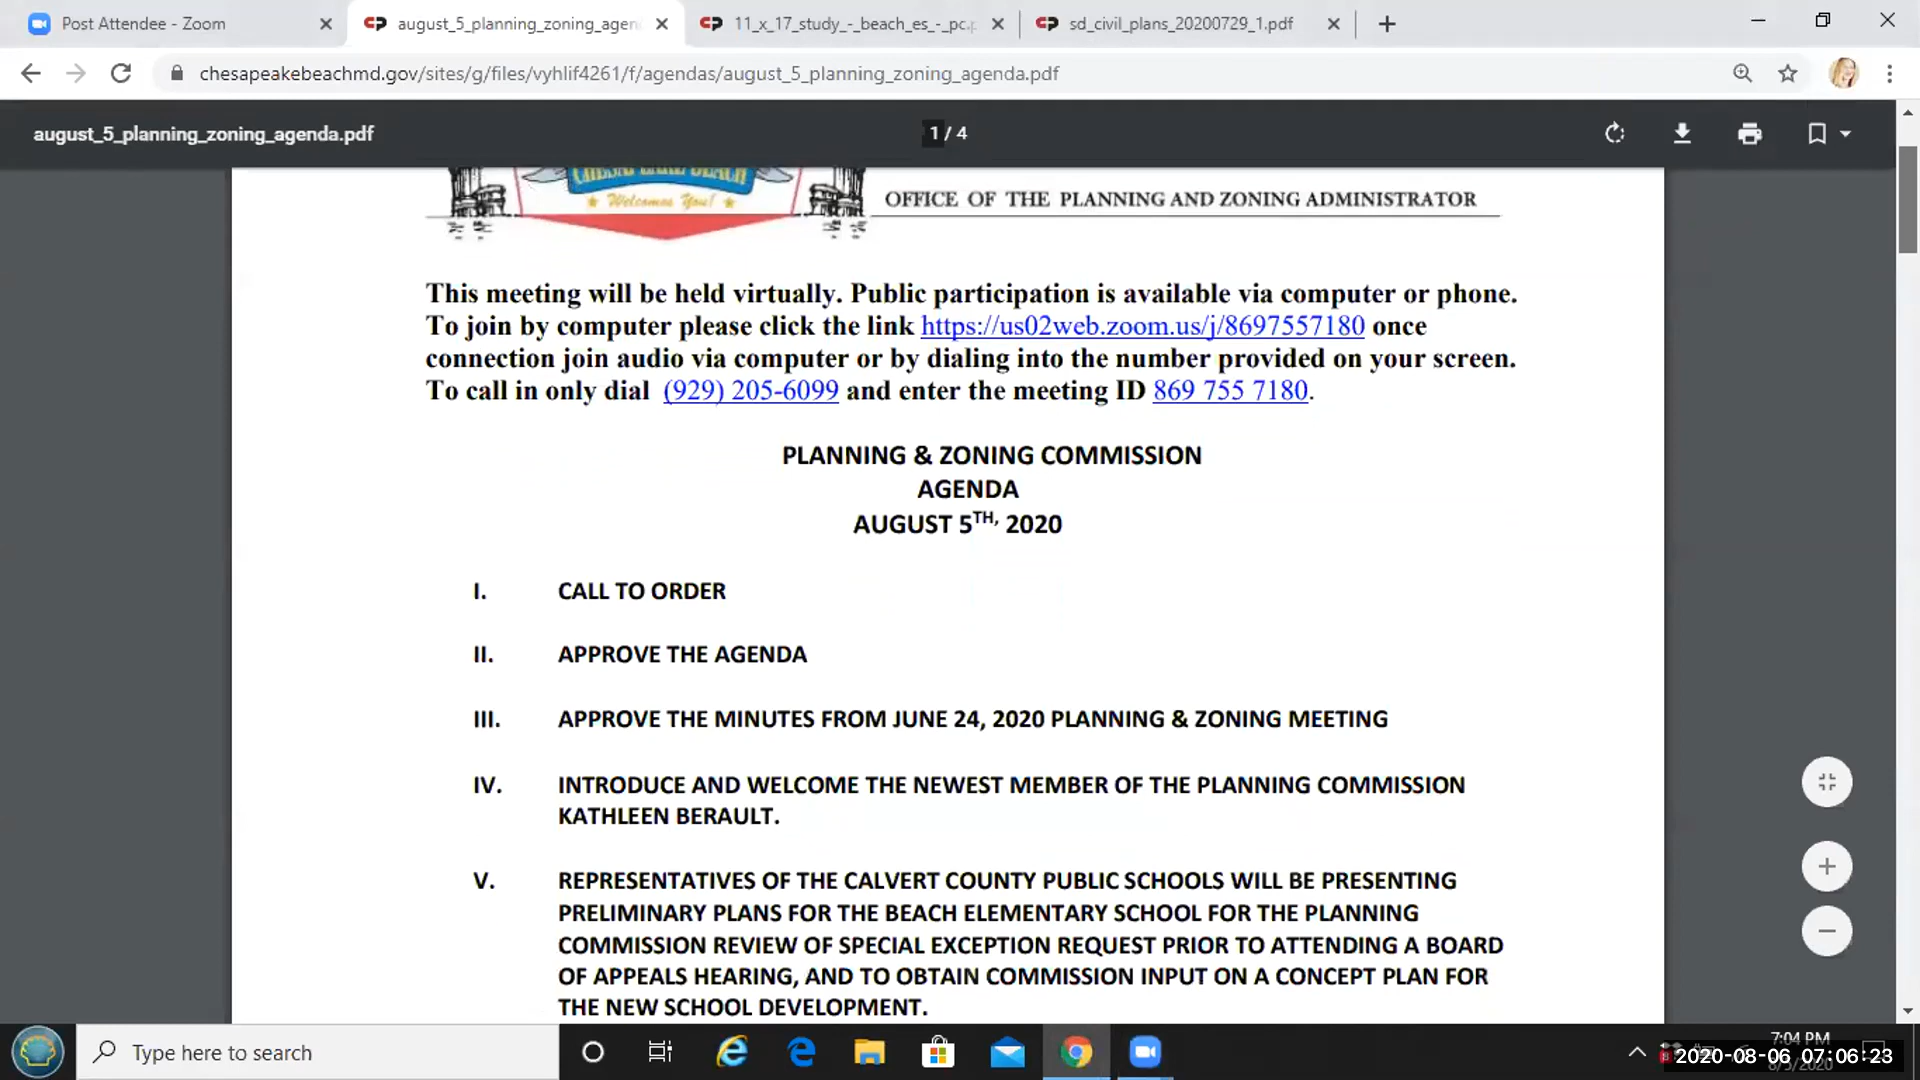 Post Attendee - Zoom
august_5_planning_zoning_agen
11_x_17_study_-_beach_es_-_pc.p
sd_civil_plans_20200729_1.pdf
chesapeakebeachmd.gov/sites/g/files/vyhlif4261/f/agendas/august_5_planning_zoning_agenda.pdf
august_5_planning_zoning_agenda.pdf
1 / 4
CHESAPEAKE BEACH
Welcomes You!
OFFICE OF THE PLANNING AND ZONING ADMINISTRATOR
This meeting will be held virtually. Public participation is available via computer or phone.
To join by computer please click the link https://us02web.zoom.us/j/8697557180 once
connection join audio via computer or by dialing into the number provided on your screen.
To call in only dial (929) 205-6099 and enter the meeting ID 869 755 7180.
PLANNING & ZONING COMMISSION
AGENDA
AUGUST 5TH, 2020
I. CALL TO ORDER
II. APPROVE THE AGENDA
III. APPROVE THE MINUTES FROM JUNE 24, 2020 PLANNING & ZONING MEETING
IV. INTRODUCE AND WELCOME THE NEWEST MEMBER OF THE PLANNING COMMISSION
KATHLEEN BERAULT.
V. REPRESENTATIVES OF THE CALVERT COUNTY PUBLIC SCHOOLS WILL BE PRESENTING
PRELIMINARY PLANS FOR THE BEACH ELEMENTARY SCHOOL FOR THE PLANNING
COMMISSION REVIEW OF SPECIAL EXCEPTION REQUEST PRIOR TO ATTENDING A BOARD
OF APPEALS HEARING, AND TO OBTAIN COMMISSION INPUT ON A CONCEPT PLAN FOR
THE NEW SCHOOL DEVELOPMENT.
Type here to search
7:04 PM
2020-08-06 07:06:23
8/5/2020